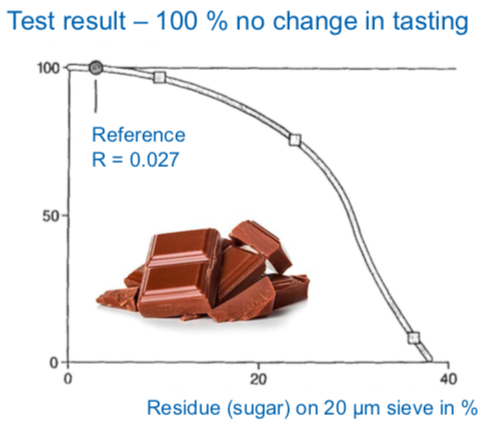 Test result – 100 % no change in tasting
100
Reference
R = 0.027
50
0
0
20
40
Residue (sugar) on 20 µm sieve in %